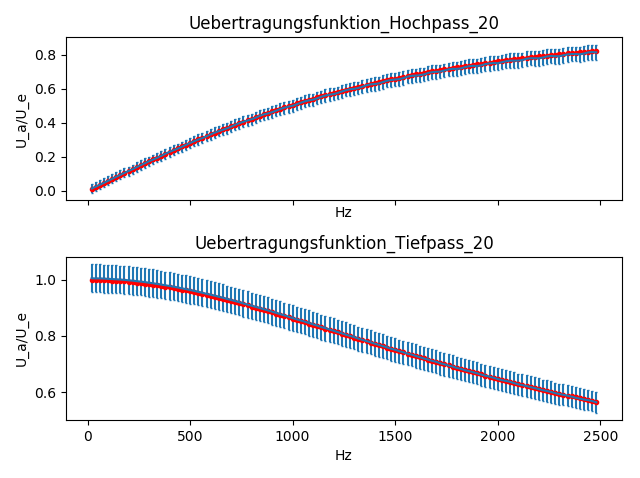 Uebertragungsfunktion_Hochpass_20
U_a/U_e
0.8
0.6
0.4
0.2
0.0
Hz
Uebertragungsfunktion_Tiefpass_20
U_a/U_e
1.0
0.8
0.6
0 500 1000 1500 2000 2500
Hz